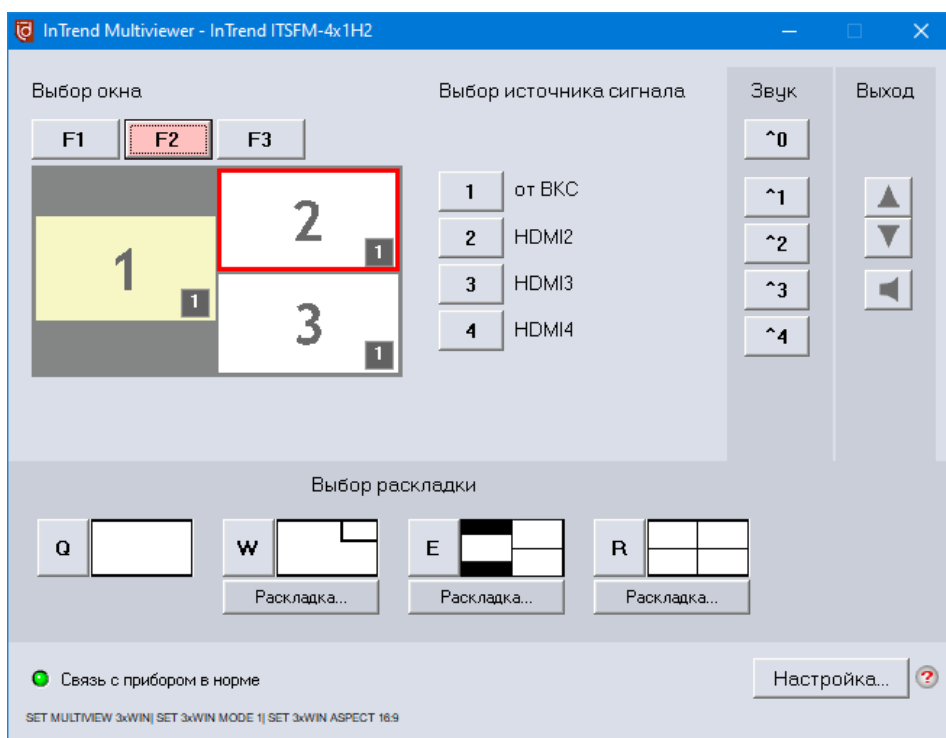 InTrend Multiviewer - InTrend ITSFM-4x1H2
Выбор окна
Выбор источника сигнала
Звук
Выход
F1 F2 F3
^0
1
1
2
1
3
1
1 от ВКС
2 HDMI2
3 HDMI3
4 HDMI4
^1
^2
^3
^4
Выбор раскладки
Q W E R
Раскладка... Раскладка... Раскладка...
Связь с прибором в норме
Настройка...
?
SET MULTIVIEW 3xWIN| SET 3xWIN MODE 1| SET 3xWIN ASPECT 16:9